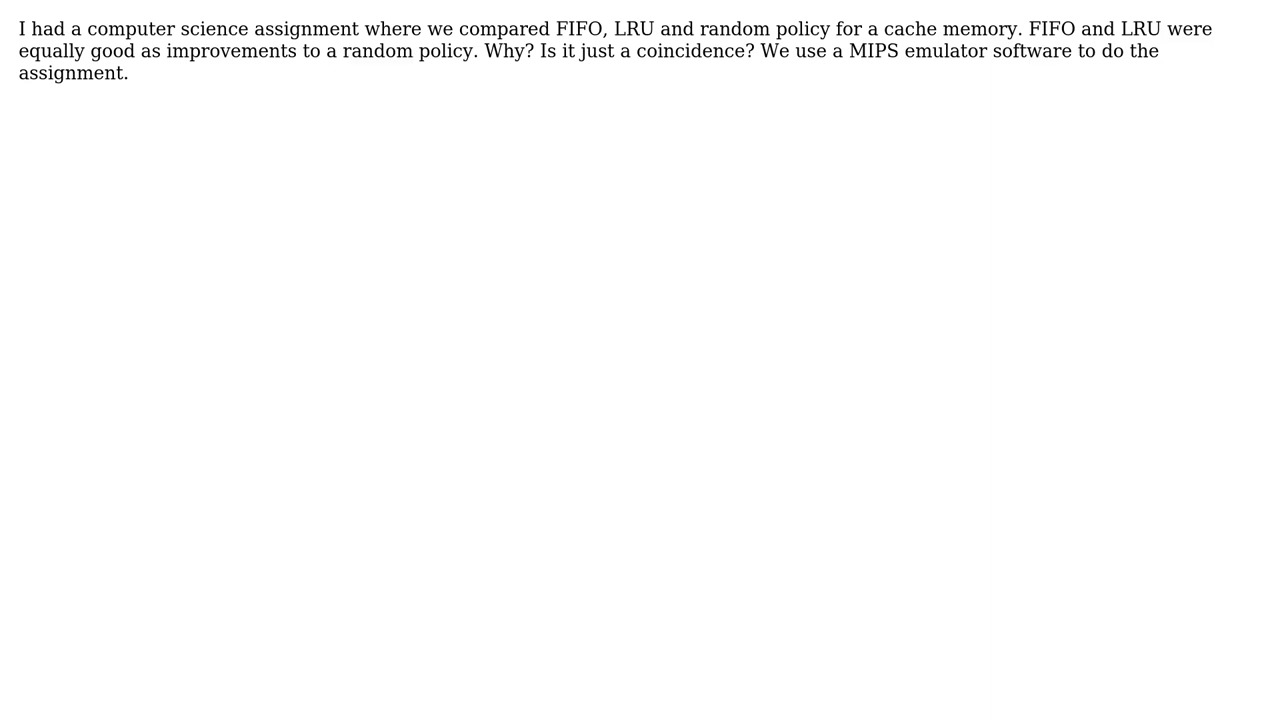 I had a computer science assignment where we compared FIFO, LRU and random policy for a cache memory. FIFO and LRU were
equally good as improvements to a random policy. Why? Is it just a coincidence? We use a MIPS emulator software to do the
assignment.